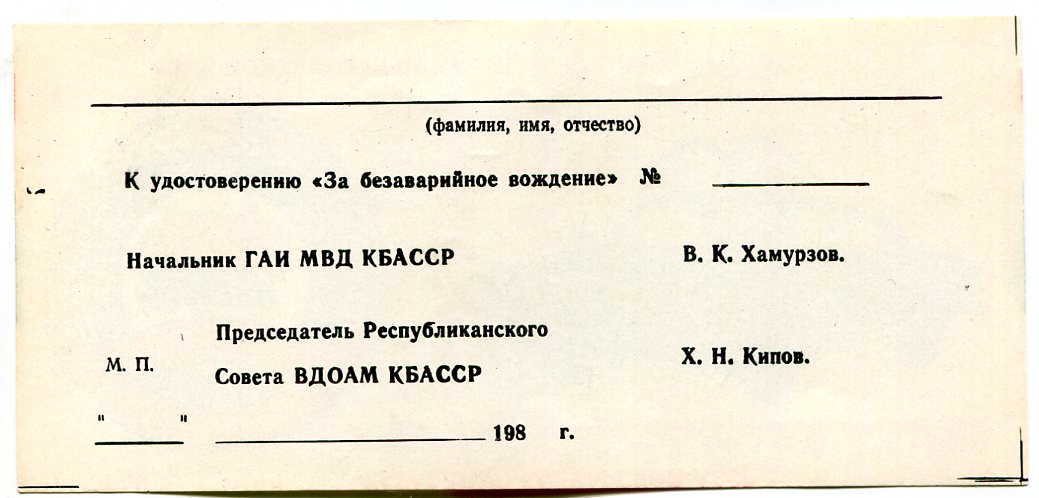 (фамилия, имя, отчество)
К удостоверению «За безаварийное вождение» № 
Начальник ГАИ МВД КБАССР В. К. Хамурзов.
Председатель Республиканского
М. П. Совета ВДОАМ КБАССР Х. Н. Кипов.
" " 198 г.